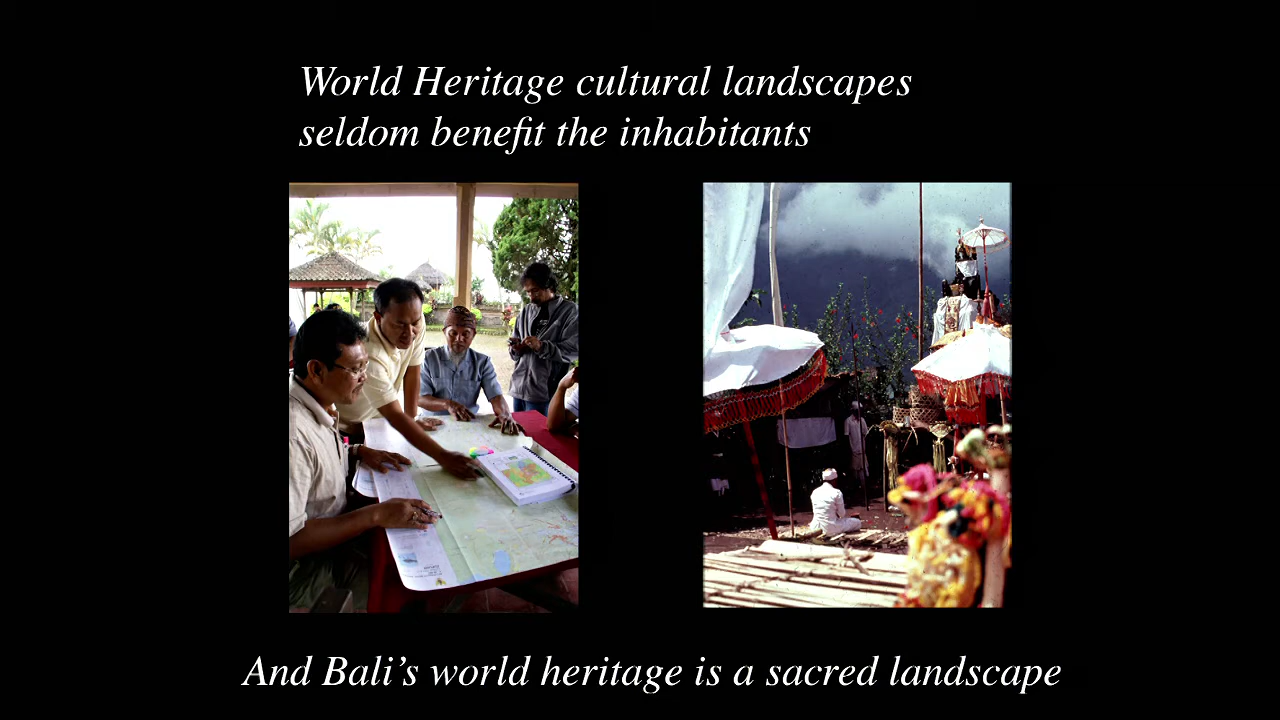 World Heritage cultural landscapes
seldom benefit the inhabitants
And Bali’s world heritage is a sacred landscape